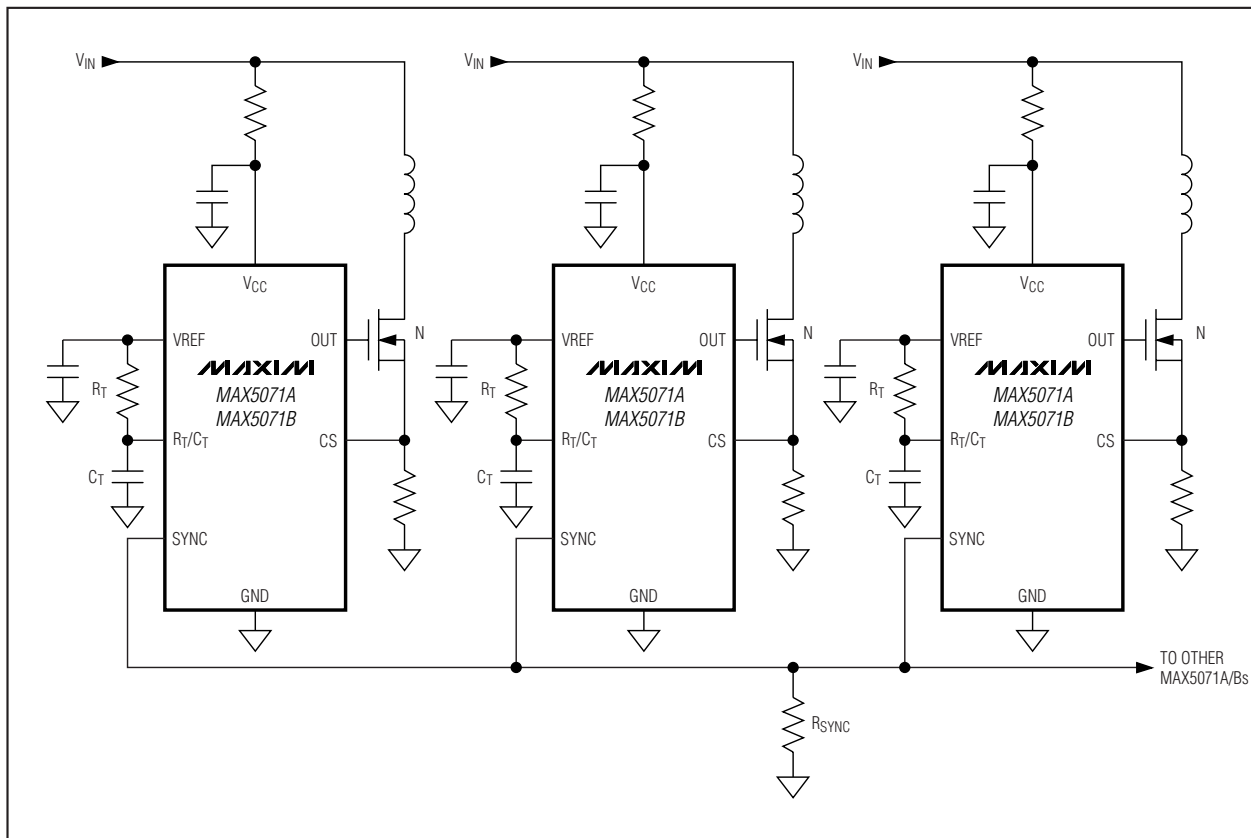 VIN
VCC
VREF
OUT
N
MAXIM
RT
MAX5071A
MAX5071B
RT/CT
CS
CT
SYNC
GND
VIN
VCC
VREF
OUT
N
MAXIM
RT
MAX5071A
MAX5071B
RT/CT
CS
CT
SYNC
GND
VIN
VCC
VREF
OUT
N
MAXIM
RT
MAX5071A
MAX5071B
RT/CT
CS
CT
SYNC
GND
TO OTHER
MAX5071A/Bs
RSYNC